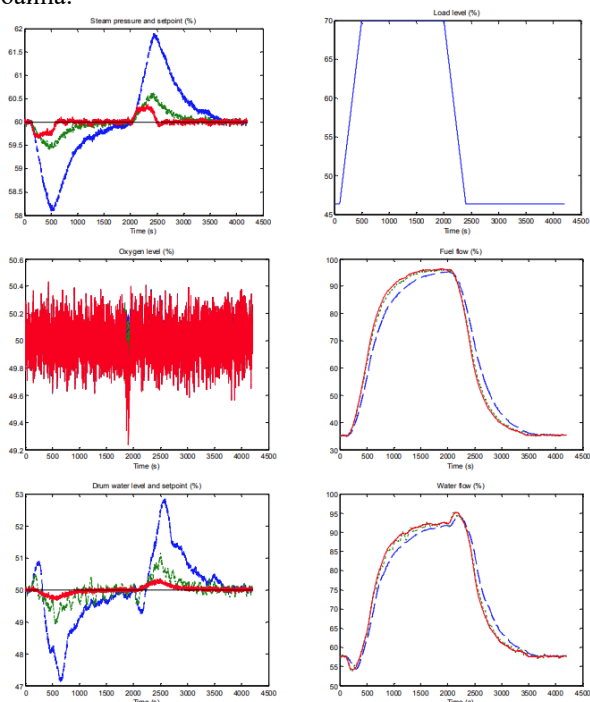 байна.
Steam pressure and setpoint (%)
62
61.5
61
60.5
60
59.5
59
58.5
58
0 500 1000 1500 2000 2500 3000 3500 4000 4500
Time (s)
Load level (%)
70
65
60
55
50
45
0 500 1000 1500 2000 2500 3000 3500 4000 4500
Time (s)
Oxygen level (%)
50.6
50.4
50.2
50
49.8
49.6
49.4
49.2
0 500 1000 1500 2000 2500 3000 3500 4000 4500
Time (s)
Fuel flow (%)
100
90
80
70
60
50
40
30
0 500 1000 1500 2000 2500 3000 3500 4000 4500
Time (s)
Drum water level and setpoint (%)
53
52
51
50
49
48
47
0 500 1000 1500 2000 2500 3000 3500 4000 4500
Time (s)
Water flow (%)
100
95
90
85
80
75
70
65
60
55
50
0 500 1000 1500 2000 2500 3000 3500 4000 4500
Time (s)